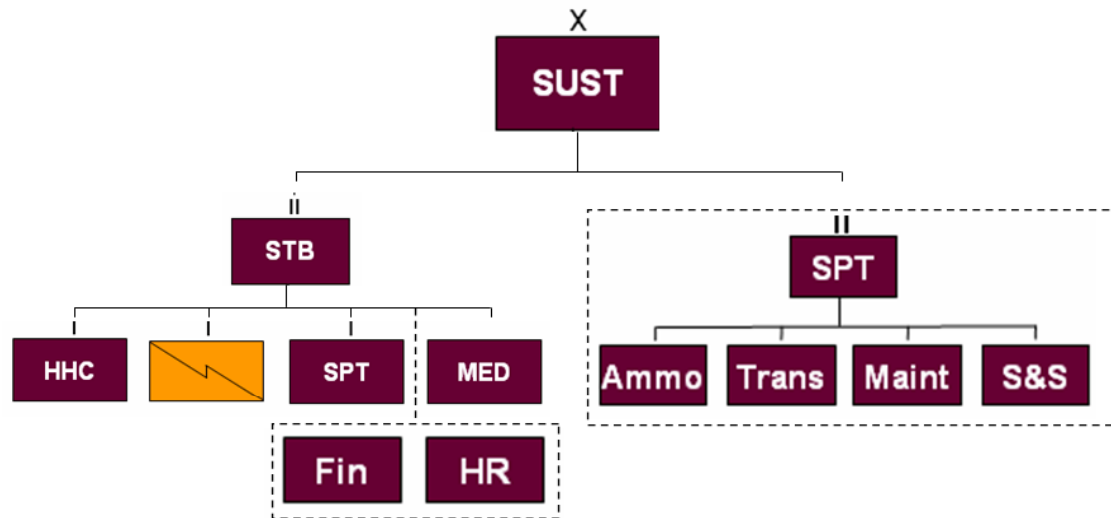 X
SUST
ii
STB
II
SPT
I
I
I
HHC
SPT
MED
Ammo
Trans
Maint
S&S
Fin
HR